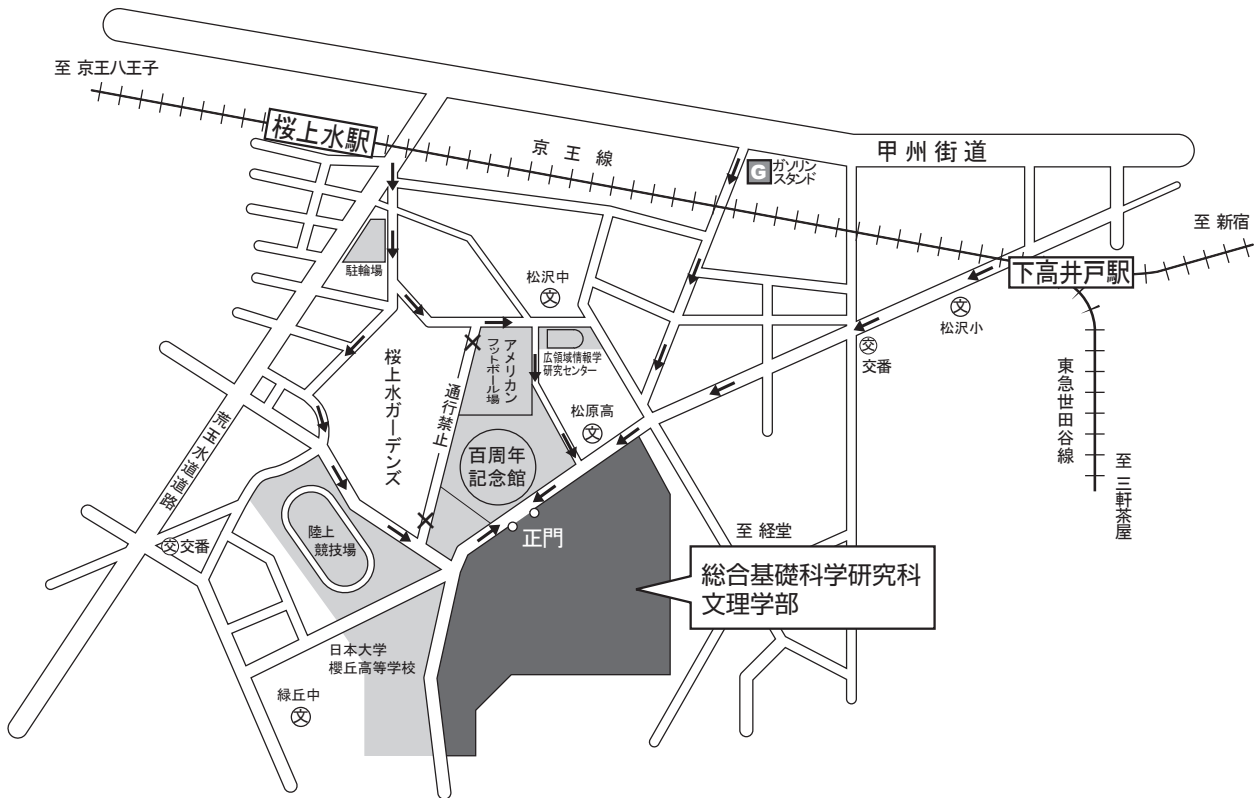 至 京王八王子
桜上水駅
京王線
G
ガソリン
スタンド
甲州街道
至 新宿
下高井戸駅
文
松沢小
交
交番
東急世田谷線
至 三軒茶屋
駐輪場
松沢中
文
広領域情報学
研究センター
アメリカン
フットボール場
通行禁止
桜上水ガーデンズ
松原高
文
百周年
記念館
荒玉水道道路
陸上
競技場
交 交番
正門
至 経堂
総合基礎科学研究科
文理学部
日本大学
櫻丘高等学校
緑丘中
文